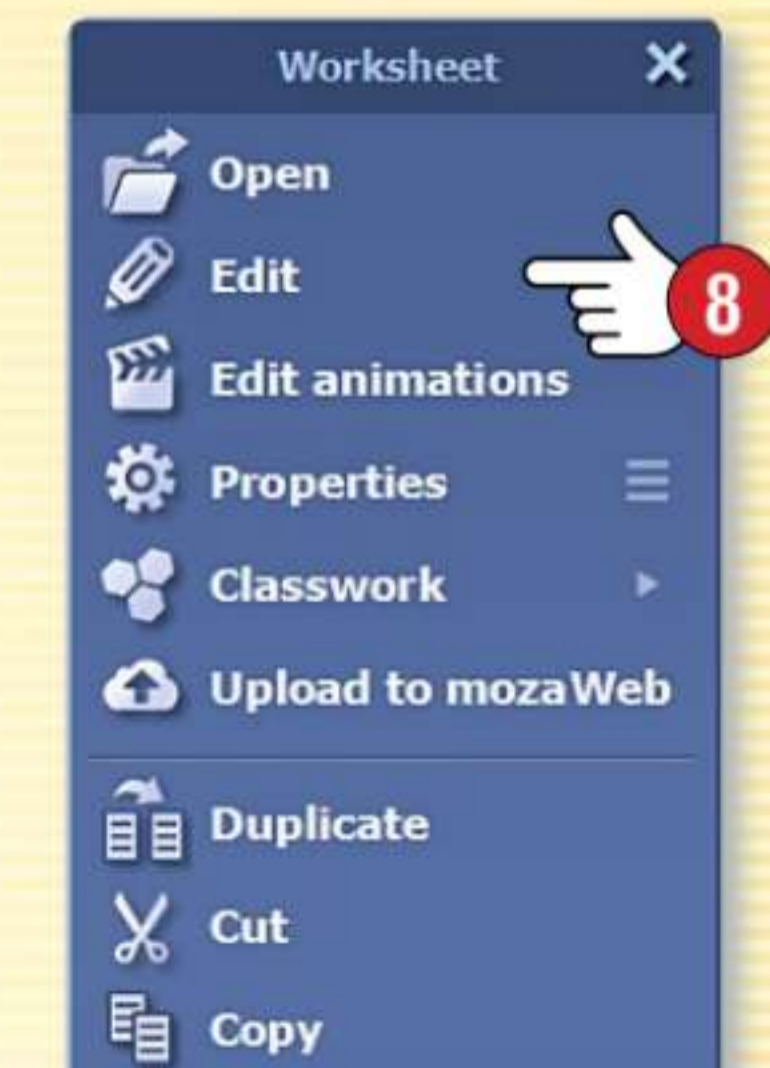 Worksheet
Open
Edit
8
Edit animations
Properties
Classwork
Upload to mozaWeb
Duplicate
Cut
Copy